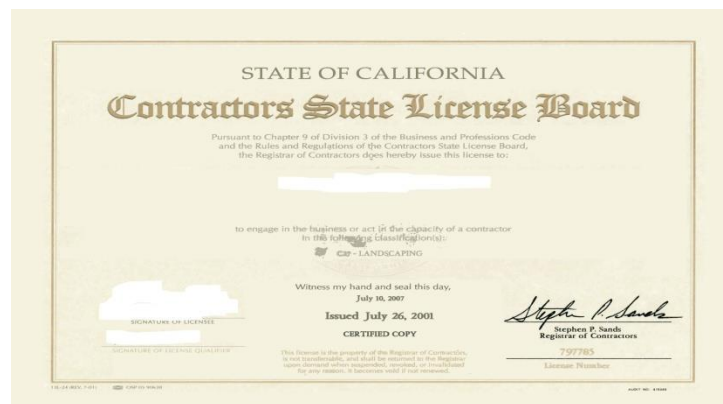 STATE OF CALIFORNIA
Contractors State License Board
Pursuant to Chapter 9 of Division 3 of the Business and Professions Code
and the Rules and Regulations of the Contractors State License Board,
the Registrar of Contractors does hereby issue this license to:
to engage in the business or act in the capacity of a contractor
in the following classification(s):
LANDSCAPING
Witness my hand and seal this day,
July 10, 2007
Issued July 26, 2001
CERTIFIED COPY
SIGNATURE OF LICENSEE
SIGNATURE OF LICENSE QUALIFIER
This license is the property of the Registrar of Contractors,
is not transferable, and shall be returned to the Registrar
upon demand when suspended, revoked, or invalidated
for any reason. It becomes void if not renewed.
Stephen P. Sands
Stephen P. Sands
Registrar of Contractors
797785
License Number
AUDIT NO.